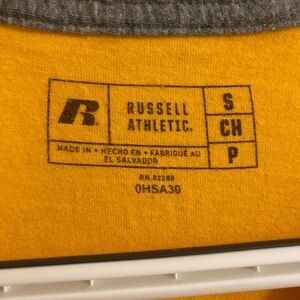 R
RUSSELL
ATHLETIC.
S
CH
P
MADE IN • HECHO EN • FABRIQUÉ AU
EL SALVADOR
RN 82288
0HSA30